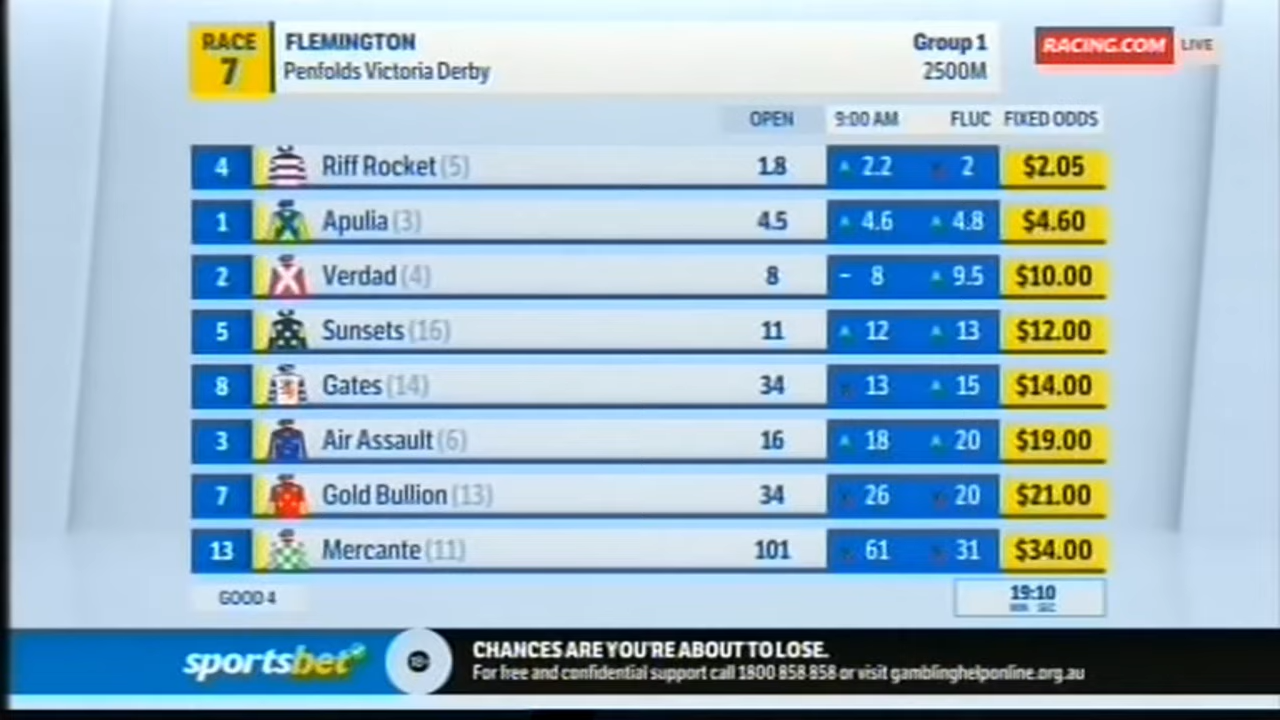 RACE 7
FLEMINGTON
Group 1
Penfolds Victoria Derby
2500M
RACING.COM LIVE
OPEN 9:00 AM FLUC FIXED ODDS
4 Riff Rocket (5) 1.8 2.2 2 $2.05
1 Apulia (3) 4.5 4.6 4.8 $4.60
2 Verdad (4) 8 – 8 9.5 $10.00
5 Sunsets (16) 11 12 13 $12.00
8 Gates (14) 34 13 15 $14.00
3 Air Assault (6) 16 18 20 $19.00
7 Gold Bullion (13) 34 26 20 $21.00
13 Mercante (11) 101 61 31 $34.00
GOOD 4
19:10
MIN SEC
sportsbet
18+
CHANCES ARE YOU'RE ABOUT TO LOSE.
For free and confidential support call 1800 858 858 or visit gamblinghelponline.org.au